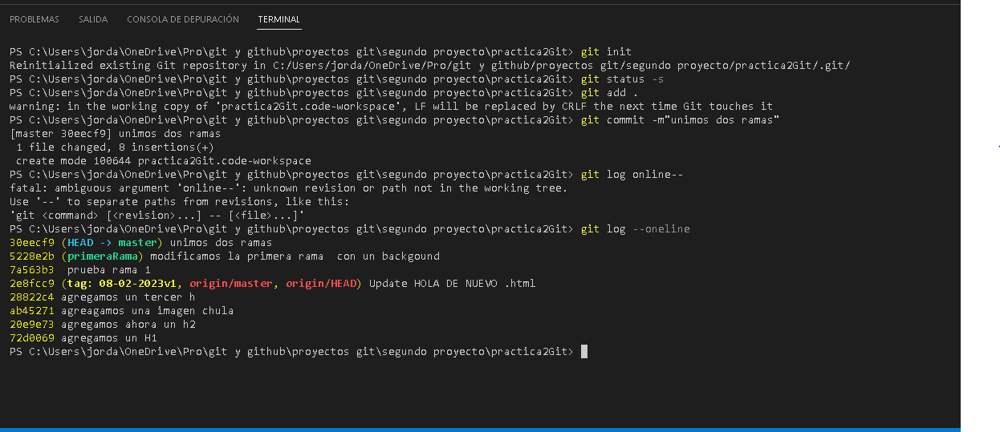 PROBLEMAS SALIDA CONSOLA DE DEPURACIÓN TERMINAL
PS C:\Users\jorda\OneDrive\Pro\git y github\proyectos git\segundo proyecto\practica2Git> git init
Reinitialized existing Git repository in C:/Users/jorda/OneDrive/Pro/git y github/proyectos git/segundo proyecto/practica2Git/.git/
PS C:\Users\jorda\OneDrive\Pro\git y github\proyectos git\segundo proyecto\practica2Git> git status -s
PS C:\Users\jorda\OneDrive\Pro\git y github\proyectos git\segundo proyecto\practica2Git> git add .
warning: in the working copy of 'practica2Git.code-workspace', LF will be replaced by CRLF the next time Git touches it
PS C:\Users\jorda\OneDrive\Pro\git y github\proyectos git\segundo proyecto\practica2Git> git commit -m"unimos dos ramas"
[master 30eecf9] unimos dos ramas
 1 file changed, 8 insertions(+)
 create mode 100644 practica2Git.code-workspace
PS C:\Users\jorda\OneDrive\Pro\git y github\proyectos git\segundo proyecto\practica2Git> git log online--
fatal: ambiguous argument 'online--': unknown revision or path not in the working tree.
Use '--' to separate paths from revisions, like this:
'git <command> [<revision>...] -- [<file>...]'
PS C:\Users\jorda\OneDrive\Pro\git y github\proyectos git\segundo proyecto\practica2Git> git log --oneline
30eecf9 (HEAD -> master) unimos dos ramas
5228e2b (primeraRama) modificamos la primera rama  con un backgound
7a563b3  prueba rama 1
2e8fcc9 (tag: 08-02-2023v1, origin/master, origin/HEAD) Update HOLA DE NUEVO .html
28822c4 agregamos un tercer h
ab45271 agreagamos una imagen chula
20e9e73 agregamos ahora un h2
72d0069 agregamos un H1
PS C:\Users\jorda\OneDrive\Pro\git y github\proyectos git\segundo proyecto\practica2Git>